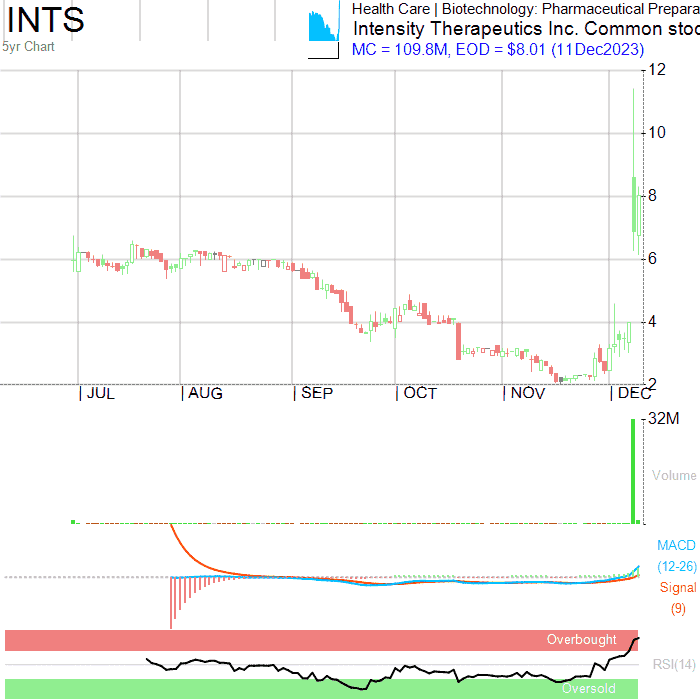 INTS
5yr Chart
Health Care | Biotechnology: Pharmaceutical Prepara
Intensity Therapeutics Inc. Common stoc
MC = 109.8M, EOD = $8.01 (11Dec2023)
12
10
8
6
4
2
| JUL | AUG | SEP | OCT | NOV | DEC
32M
Volume
MACD
(12-26)
Signal
(9)
Overbought
RSI(14)
Oversold